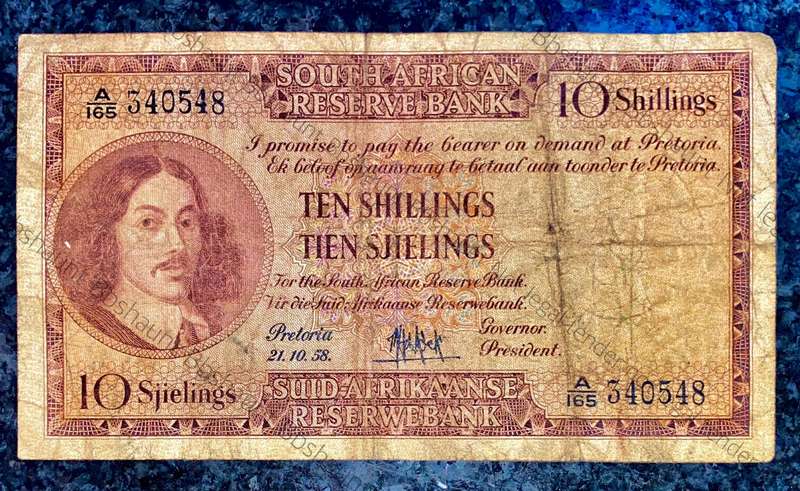 SOUTH AFRICAN
RESERVE BANK
A/165 340548
10 Shillings
I promise to pay the bearer on demand at Pretoria.
Ek beloof op aanvraag te betaal aan toonder te Pretoria.
TEN SHILLINGS
TIEN SJIELINGS
For the South African Reserve Bank.
Vir die Suid-Afrikaanse Reserwebank.
Pretoria
21.10.58.
Governor.
President.
10 Sjielings
SUID-AFRIKAANSE
RESERWEBANK
A/165 340548